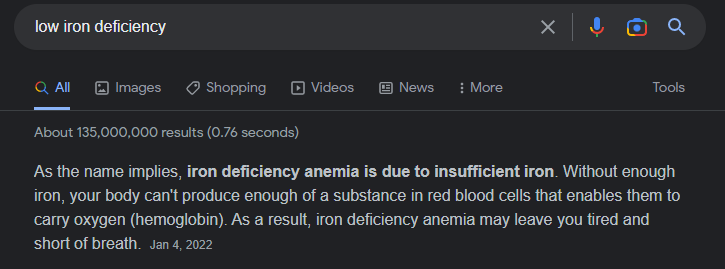 low iron deficiency
All Images Shopping Videos News More Tools
About 135,000,000 results (0.76 seconds)
As the name implies, iron deficiency anemia is due to insufficient iron. Without enough
iron, your body can't produce enough of a substance in red blood cells that enables them to
carry oxygen (hemoglobin). As a result, iron deficiency anemia may leave you tired and
short of breath. Jan 4, 2022